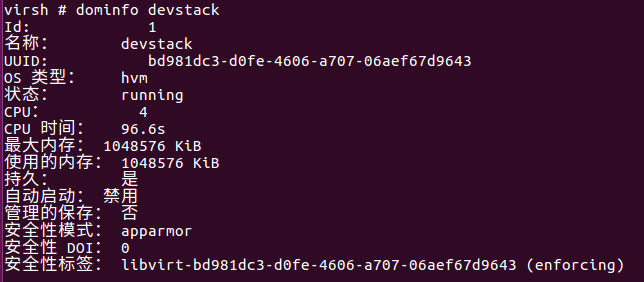 virsh # dominfo devstack
Id:             1
名称：       devstack
UUID:           bd981dc3-d0fe-4606-a707-06aef67d9643
OS 类型：    hvm
状态：       running
CPU：          4
CPU 时间：   96.6s
最大内存： 1048576 KiB
使用的内存： 1048576 KiB
持久：       是
自动启动： 禁用
管理的保存： 否
安全性模式： apparmor
安全性 DOI： 0
安全性标签： libvirt-bd981dc3-d0fe-4606-a707-06aef67d9643 (enforcing)